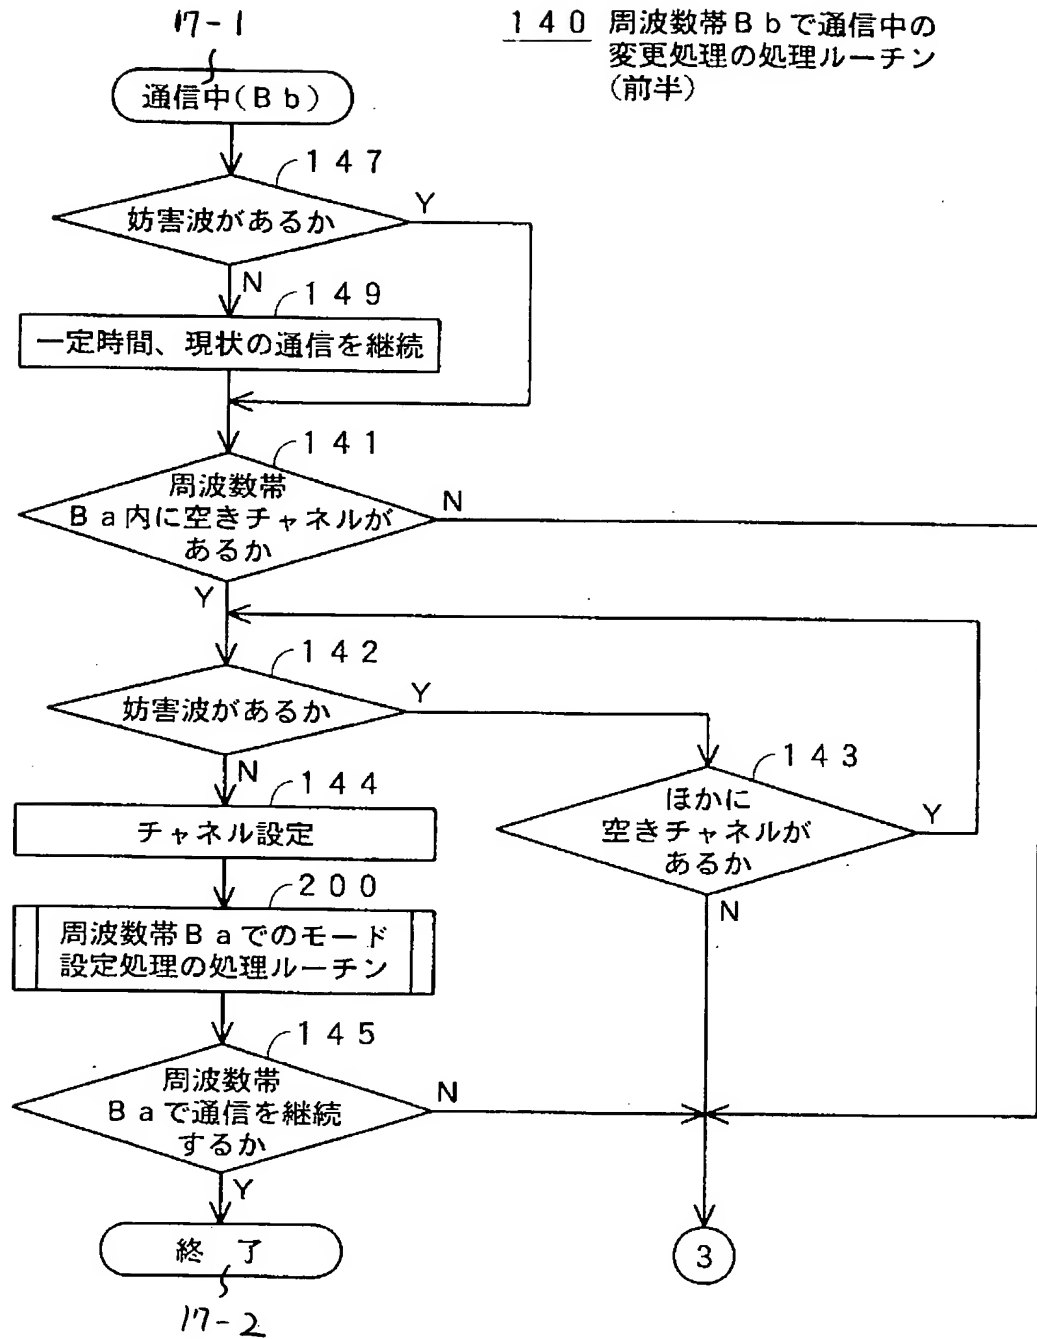 17-1
140 周波数帯Bbで通信中の
変更処理の処理ルーチン
(前半)
通信中(Bb)
147
妨害波があるか
Y
N
149
一定時間、現状の通信を継続
141
周波数帯
Ba内に空きチャネルが
あるか
N
Y
142
妨害波があるか
Y
N
143
ほかに
空きチャネルが
あるか
Y
N
144
チャネル設定
200
周波数帯Baでのモード
設定処理の処理ルーチン
145
周波数帯
Baで通信を継続
するか
N
Y
終了
3
17-2